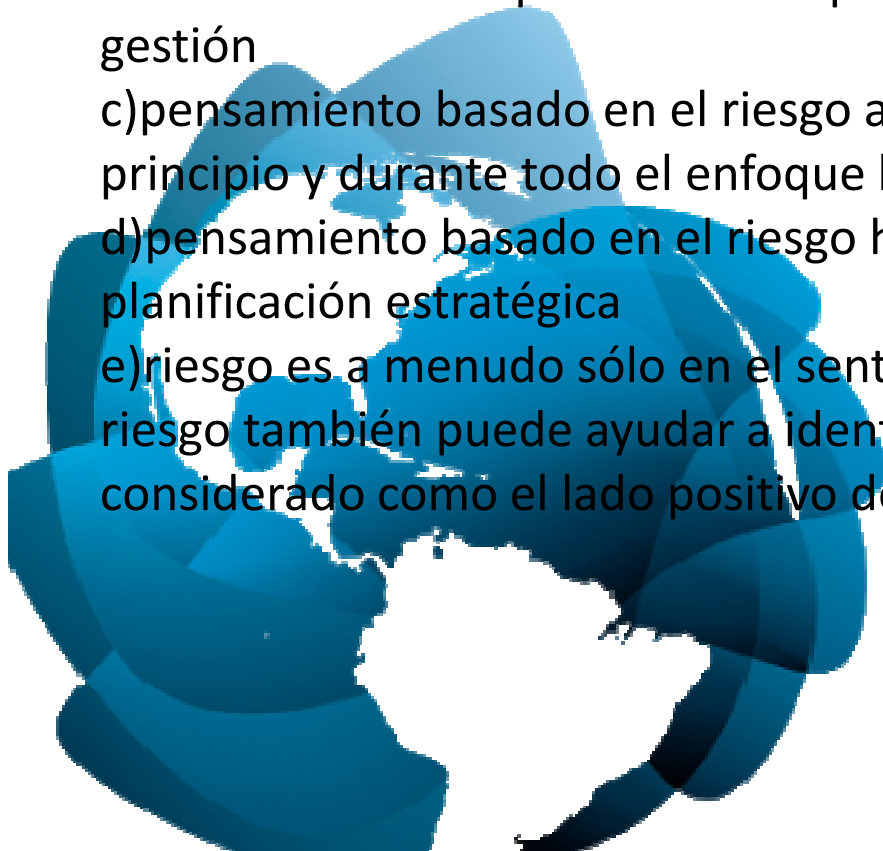 gestión
c)pensamiento basado en el riesgo
principio y durante todo el enfoque
d)pensamiento basado en el riesgo
planificación estratégica
e)riesgo es a menudo sólo en el
riesgo también puede ayudar a
considerado como el lado positivo